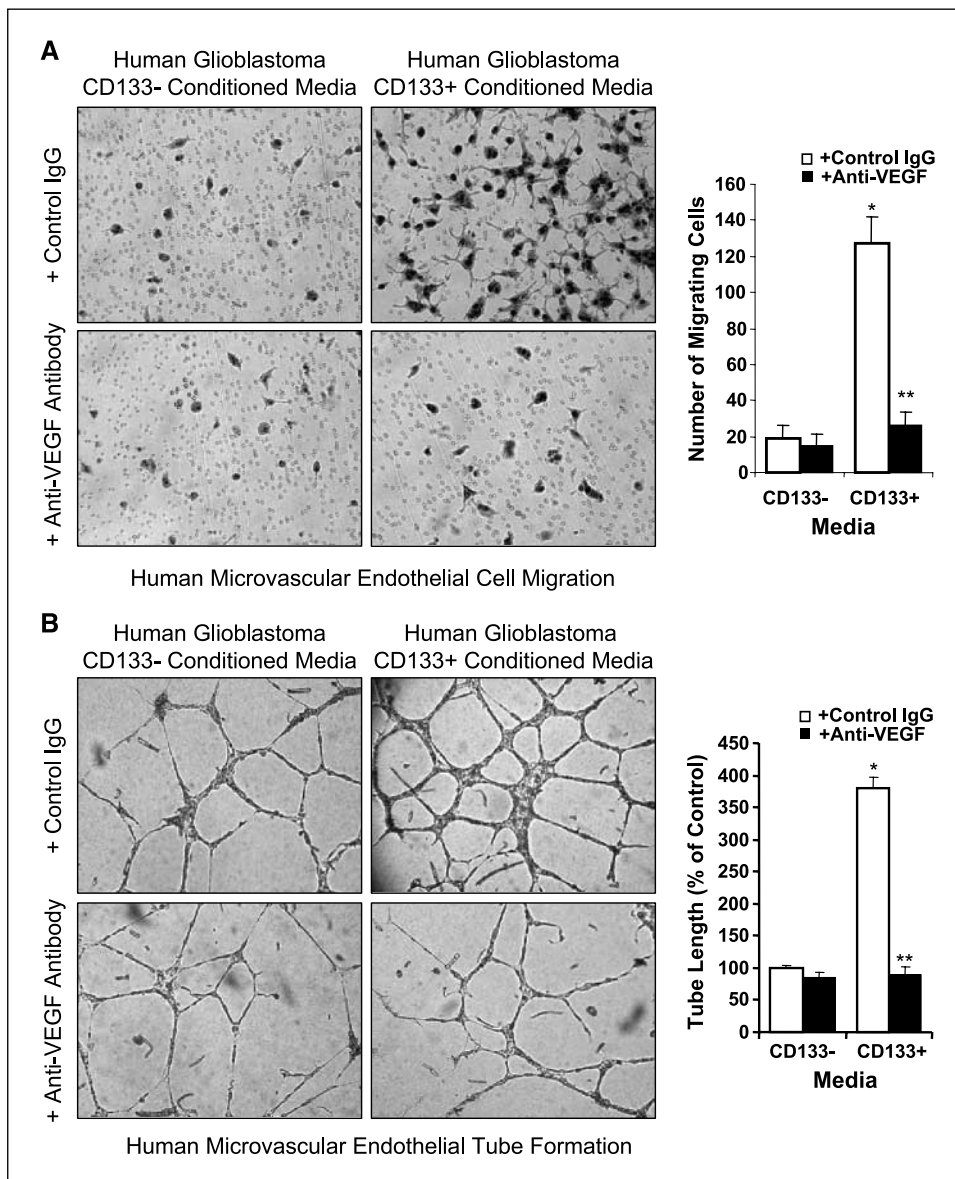 A
Human Glioblastoma
CD133- Conditioned Media
Human Glioblastoma
CD133+ Conditioned Media
+ Control IgG
+ Anti-VEGF Antibody
Human Microvascular Endothelial Cell Migration
+Control IgG
+Anti-VEGF
Number of Migrating Cells
160
140
120
100
80
60
40
20
0
*
**
CD133-
CD133+
Media
B
Human Glioblastoma
CD133- Conditioned Media
Human Glioblastoma
CD133+ Conditioned Media
+ Control IgG
+ Anti-VEGF Antibody
Human Microvascular Endothelial Tube Formation
+Control IgG
+Anti-VEGF
Tube Length (% of Control)
450
400
350
300
250
200
150
100
50
0
*
**
CD133-
CD133+
Media